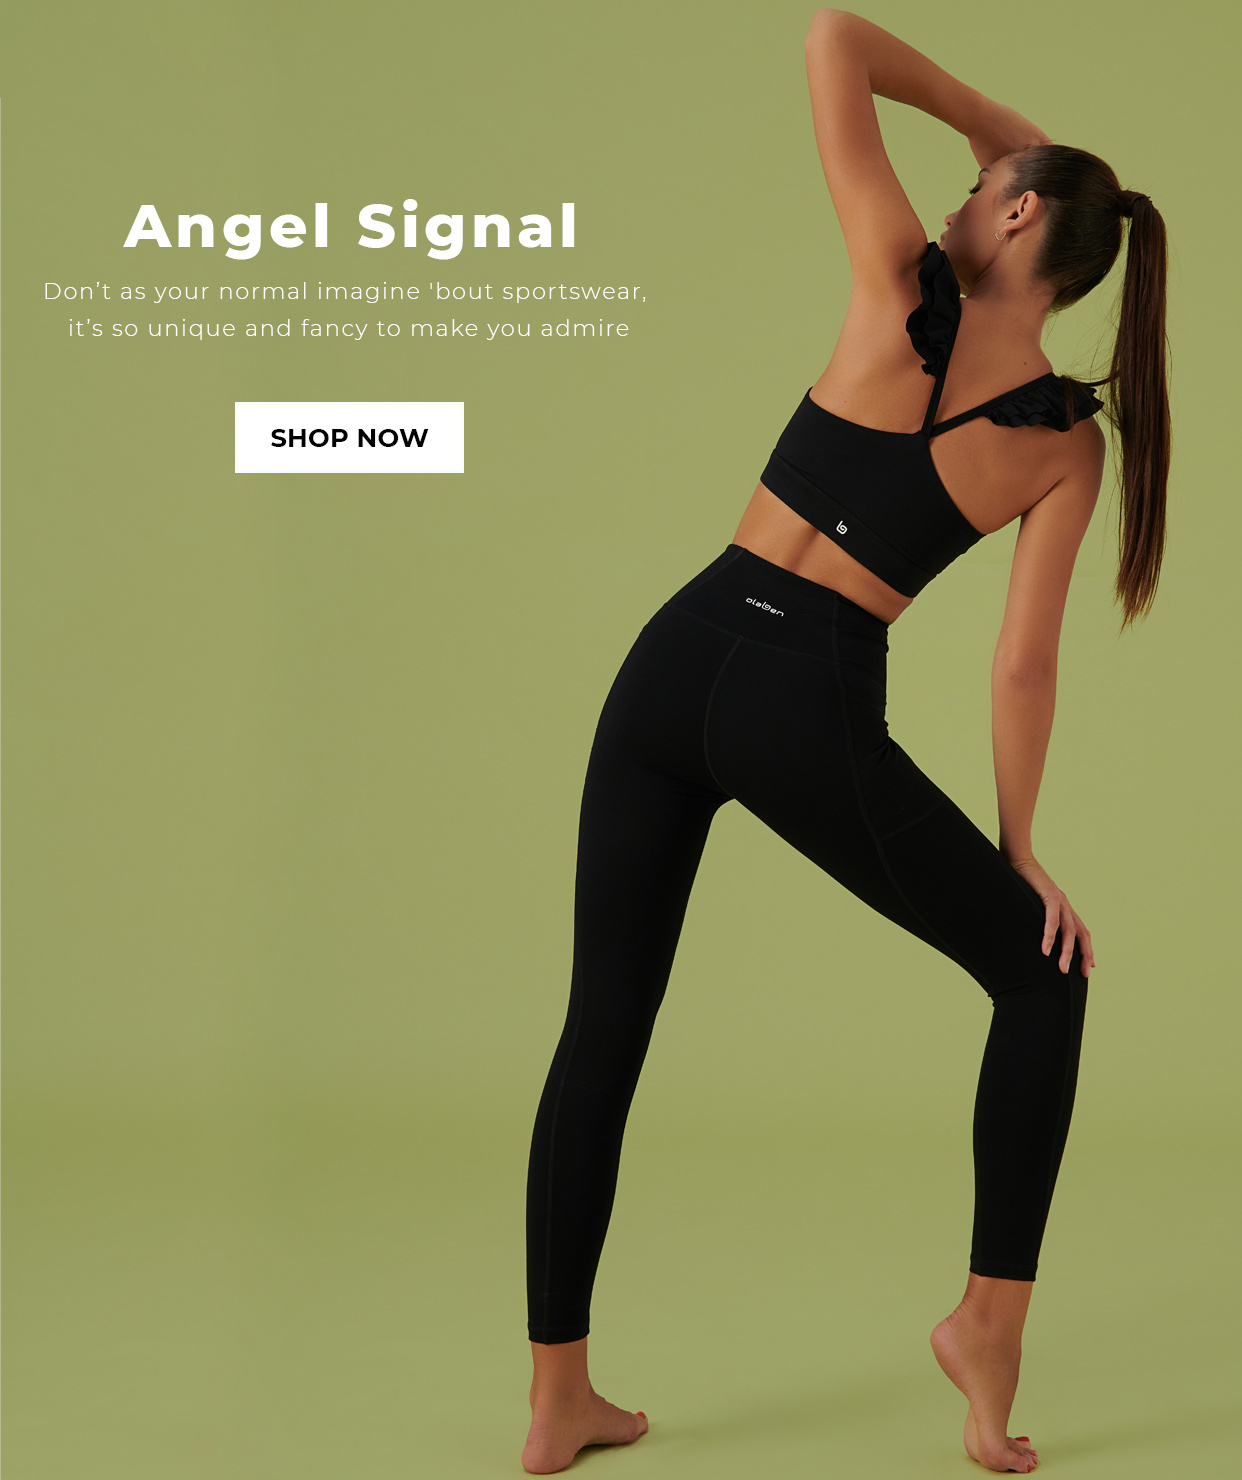 Angel Signal
Don’t as your normal imagine 'bout sportswear,
it’s so unique and fancy to make you admire
SHOP NOW
olaben